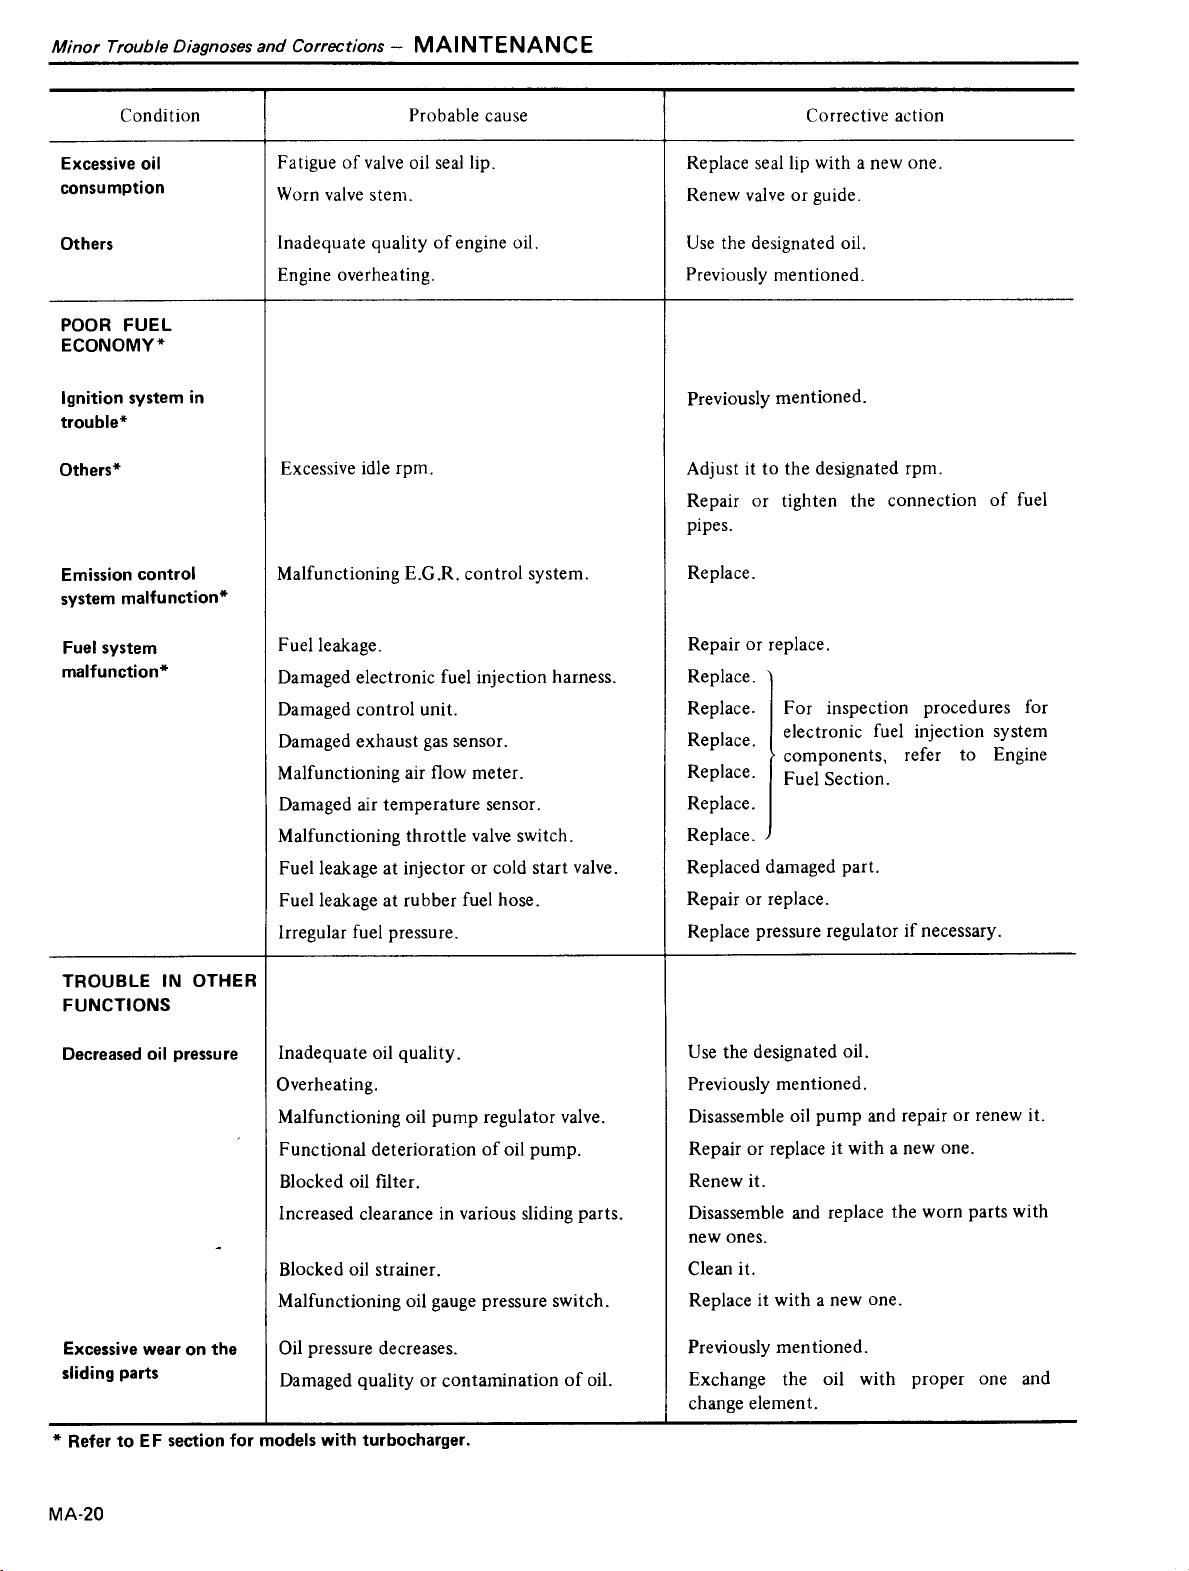 Minor Trouble Diagnoses and Corrections – MAINTENANCE
Condition Probable cause Corrective action
Excessive oil consumption
Fatigue of valve oil seal lip. Replace seal lip with a new one.
Worn valve stem. Renew valve or guide.
Others Inadequate quality of engine oil. Use the designated oil.
Engine overheating. Previously mentioned.
POOR FUEL
ECONOMY*
Ignition system in Previously mentioned.
trouble*
Others* Excessive idle rpm. Adjust it to the designated rpm.
Repair or tighten the connection of fuel
pipes.
Emission control Malfunctioning E.G.R. control system. Replace.
system malfunction*
Fuel system Fuel leakage. Repair or replace.
malfunction* Damaged electronic fuel injection harness. Replace.
Damaged control unit. Replace. For inspection procedures for
Damaged exhaust gas sensor. Replace. electronic fuel injection system
components, refer to Engine
Malfunctioning air flow meter. Replace. Fuel Section.
Damaged air temperature sensor. Replace.
Malfunctioning throttle valve switch. Replace.
Fuel leakage at injector or cold start valve. Replaced damaged part.
Fuel leakage at rubber fuel hose. Repair or replace.
Irregular fuel pressure. Replace pressure regulator if necessary.
TROUBLE IN OTHER
FUNCTIONS
Decreased oil pressure Inadequate oil quality. Use the designated oil.
Overheating. Previously mentioned.
Malfunctioning oil pump regulator valve. Disassemble oil pump and repair or renew it.
Functional deterioration of oil pump. Repair or replace it with a new one.
Blocked oil filter. Renew it.
Increased clearance in various sliding parts. Disassemble and replace the worn parts with
new ones.
Blocked oil strainer. Clean it.
Malfunctioning oil gauge pressure switch. Replace it with a new one.
Excessive wear on the Oil pressure decreases. Previously mentioned.
sliding parts Damaged quality or contamination of oil. Exchange the oil with proper one and
change element.
* Refer to EF section for models with turbocharger.
MA-20